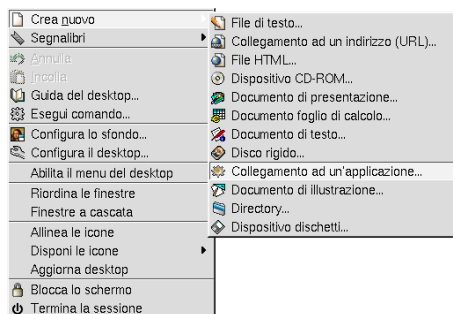 Crea nuovo
Segnalibri
Annulla
Incolla
Guida del desktop...
Esegui comando...
Configura lo sfondo...
Configura il desktop...
Abilita il menu del desktop
Riordina le finestre
Finestre a cascata
Allinea le icone
Disponi le icone
Aggiorna desktop
Blocca lo schermo
Termina la sessione
File di testo...
Collegamento ad un indirizzo (URL)...
File HTML...
Dispositivo CD-ROM...
Documento di presentazione...
Documento foglio di calcolo...
Documento di testo...
Disco rigido...
Collegamento ad un'applicazione...
Documento di illustrazione...
Directory...
Dispositivo dischetti...